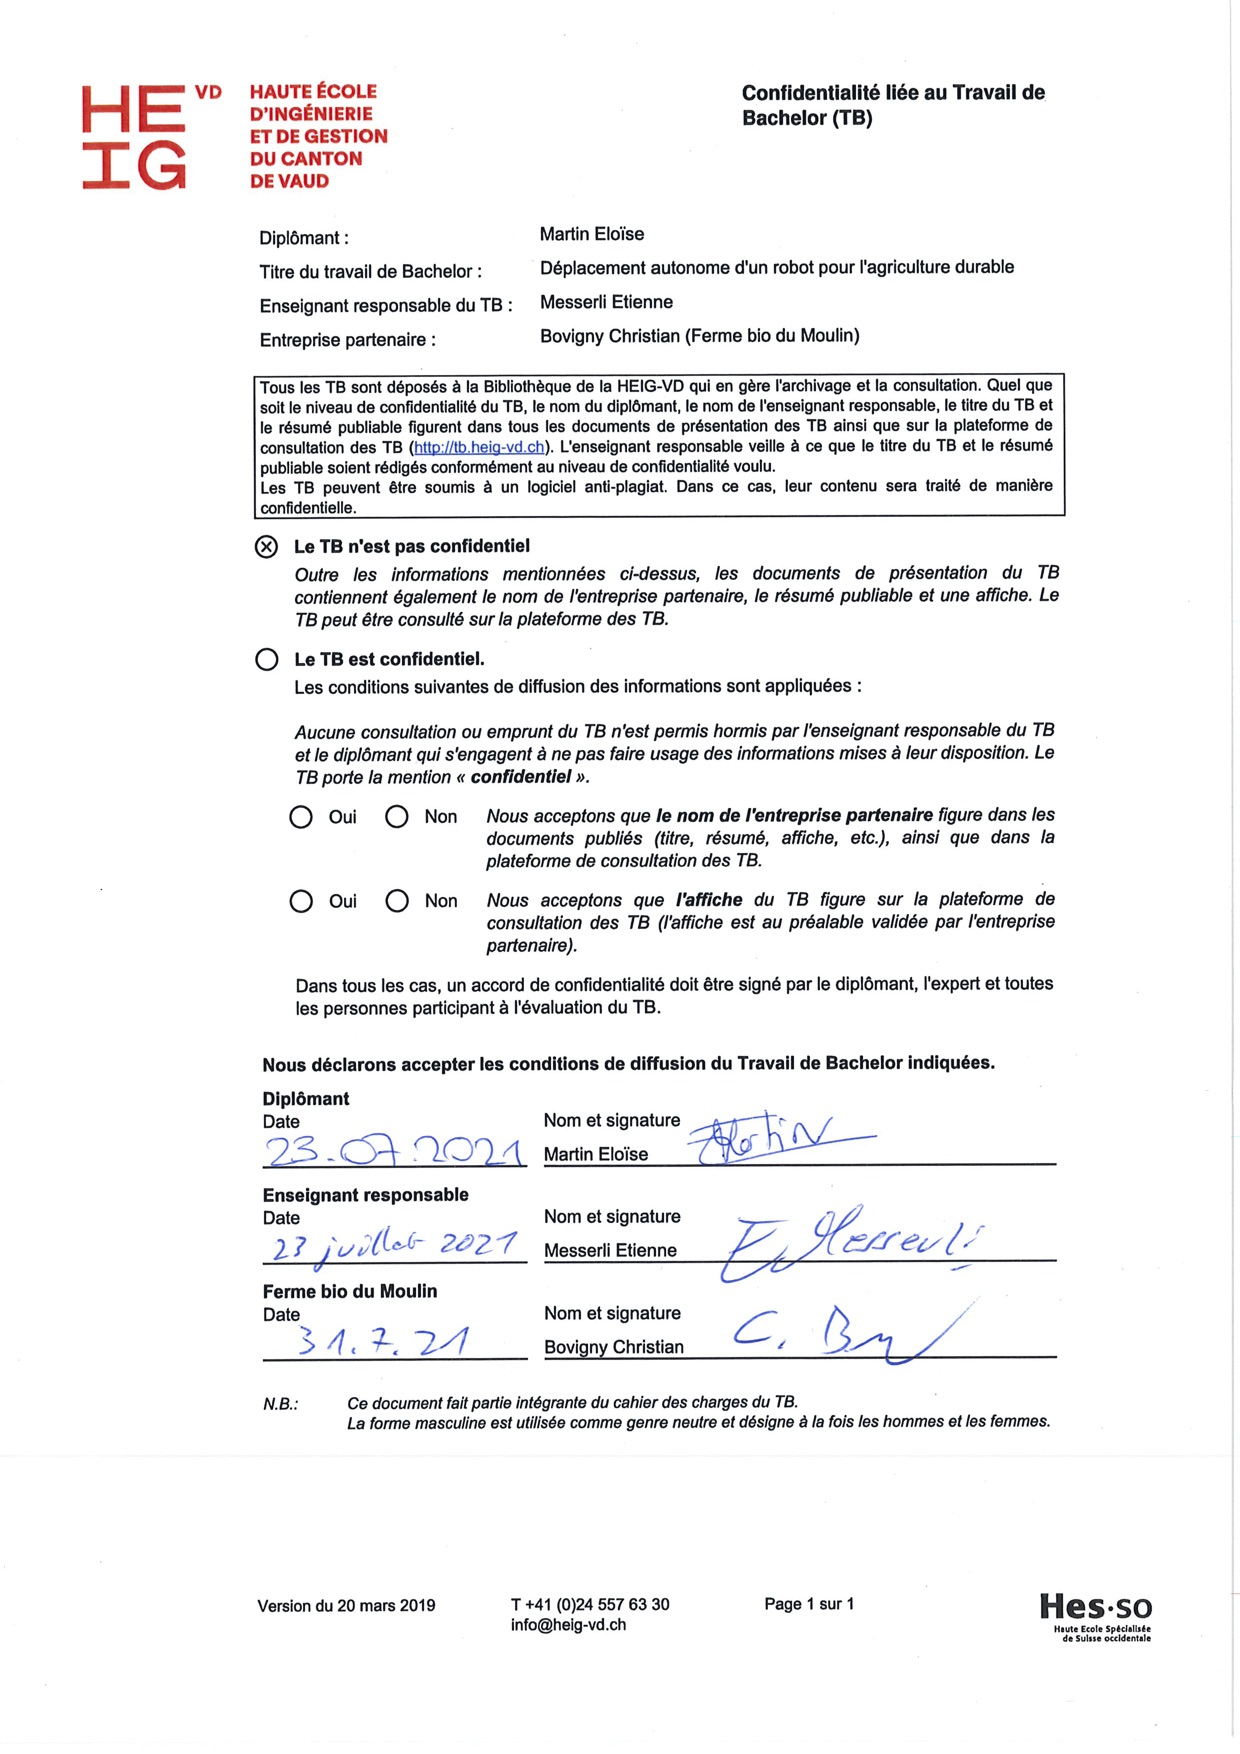 HE VD
IG
HAUTE ÉCOLE
D'INGÉNIERIE
ET DE GESTION
DU CANTON
DE VAUD
Confidentialité liée au Travail de
Bachelor (TB)
Diplômant : Martin Eloïse
Titre du travail de Bachelor : Déplacement autonome d'un robot pour l'agriculture durable
Enseignant responsable du TB : Messerli Etienne
Entreprise partenaire : Bovigny Christian (Ferme bio du Moulin)
Tous les TB sont déposés à la Bibliothèque de la HEIG-VD qui en gère l'archivage et la consultation. Quel que
soit le niveau de confidentialité du TB, le nom du diplômant, le nom de l'enseignant responsable, le titre du TB et
le résumé publiable figurent dans tous les documents de présentation des TB ainsi que sur la plateforme de
consultation des TB (http://tb.heig-vd.ch). L'enseignant responsable veille à ce que le titre du TB et le résumé
publiable soient rédigés conformément au niveau de confidentialité voulu.
Les TB peuvent être soumis à un logiciel anti-plagiat. Dans ce cas, leur contenu sera traité de manière
confidentielle.
Le TB n'est pas confidentiel
Outre les informations mentionnées ci-dessus, les documents de présentation du TB
contiennent également le nom de l'entreprise partenaire, le résumé publiable et une affiche. Le
TB peut être consulté sur la plateforme des TB.
Le TB est confidentiel.
Les conditions suivantes de diffusion des informations sont appliquées :
Aucune consultation ou emprunt du TB n'est permis hormis par l'enseignant responsable du TB
et le diplômant qui s'engagent à ne pas faire usage des informations mises à leur disposition. Le
TB porte la mention « confidentiel ».
Oui Non Nous acceptons que le nom de l'entreprise partenaire figure dans les
documents publiés (titre, résumé, affiche, etc.), ainsi que dans la
plateforme de consultation des TB.
Oui Non Nous acceptons que l'affiche du TB figure sur la plateforme de
consultation des TB (l'affiche est au préalable validée par l'entreprise
partenaire).
Dans tous les cas, un accord de confidentialité doit être signé par le diplômant, l'expert et toutes
les personnes participant à l'évaluation du TB.
Nous déclarons accepter les conditions de diffusion du Travail de Bachelor indiquées.
Diplômant
Date Nom et signature
23.07.2021 Martin Eloïse Martin
Enseignant responsable
Date Nom et signature
23 juillet 2021 Messerli Etienne E. Messerli
Ferme bio du Moulin
Date Nom et signature
31.7.21 Bovigny Christian C.
N.B.: Ce document fait partie intégrante du cahier des charges du TB.
La forme masculine est utilisée comme genre neutre et désigne à la fois les hommes et les femmes.
Version du 20 mars 2019 T +41 (0)24 557 63 30 Page 1 sur 1
info@heig-vd.ch
Hes·so
Haute Ecole Spécialisée
de Suisse occidentale